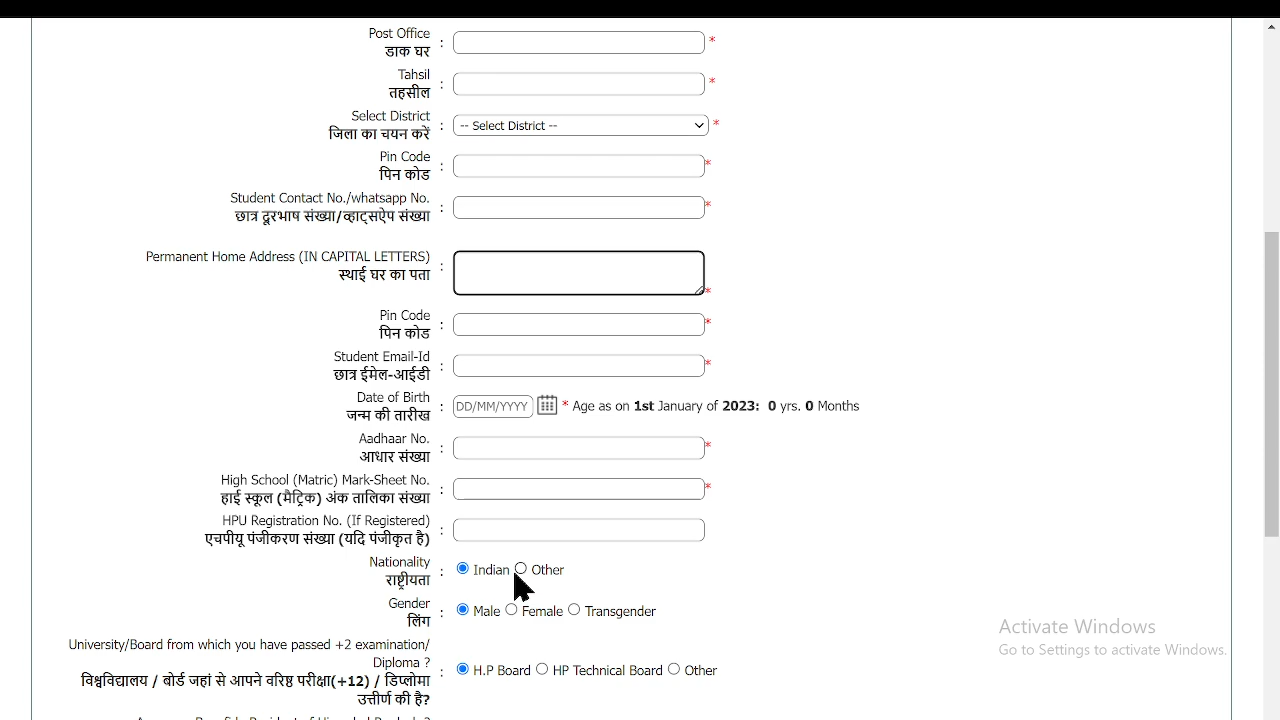 Post Office
डाक घर : *
Tahsil
तहसील : *
Select District
जिला का चयन करें : -- Select District -- *
Pin Code
पिन कोड : *
Student Contact No./whatsapp No.
छात्र दूरभाष संख्या/व्हाट्सऐप संख्या : *
Permanent Home Address (IN CAPITAL LETTERS)
स्थाई घर का पता : *
Pin Code
पिन कोड : *
Student Email-Id
छात्र ईमेल-आईडी : *
Date of Birth
जन्म की तारीख : DD/MM/YYYY * Age as on 1st January of 2023: 0 yrs. 0 Months
Aadhaar No.
आधार संख्या : *
High School (Matric) Mark-Sheet No.
हाई स्कूल (मैट्रिक) अंक तालिका संख्या : *
HPU Registration No. (If Registered)
एचपीयू पंजीकरण संख्या (यदि पंजीकृत है) :
Nationality
राष्ट्रीयता : Indian Other
Gender
लिंग : Male Female Transgender
University/Board from which you have passed +2 examination/
Diploma ?
विश्वविद्यालय / बोर्ड जहां से आपने वरिष्ठ परीक्षा(+12) / डिप्लोमा
उत्तीर्ण की है? : H.P Board HP Technical Board Other
Activate Windows
Go to Settings to activate Windows.